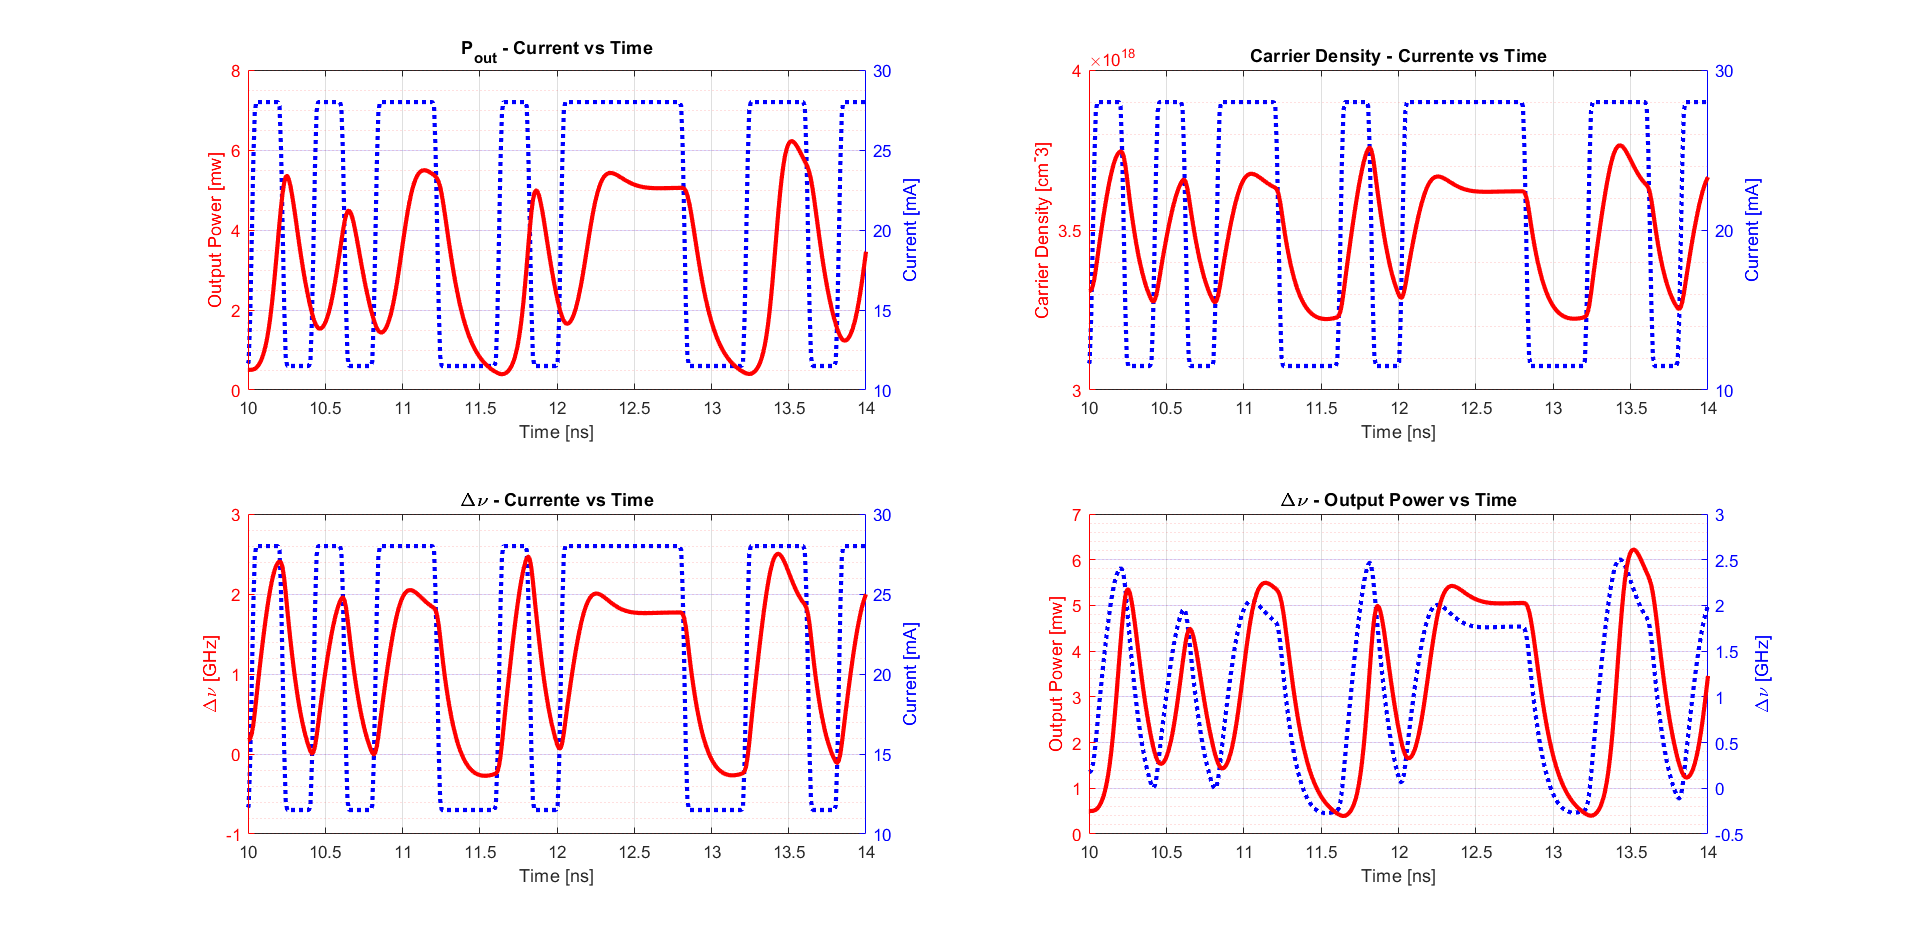 P_out - Current vs Time
8
6
4
2
0
Output Power [mw]
30
25
20
15
10
Current [mA]
10 10.5 11 11.5 12 12.5 13 13.5 14
Time [ns]
Carrier Density - Currente vs Time
×10^18
4
3.5
3
Carrier Density [cm^-3]
30
20
10
Current [mA]
10 10.5 11 11.5 12 12.5 13 13.5 14
Time [ns]
Δν - Currente vs Time
3
2
1
0
-1
Δν [GHz]
30
25
20
15
10
Current [mA]
10 10.5 11 11.5 12 12.5 13 13.5 14
Time [ns]
Δν - Output Power vs Time
7
6
5
4
3
2
1
0
Output Power [mw]
3
2.5
2
1.5
1
0.5
0
-0.5
Δν [GHz]
10 10.5 11 11.5 12 12.5 13 13.5 14
Time [ns]